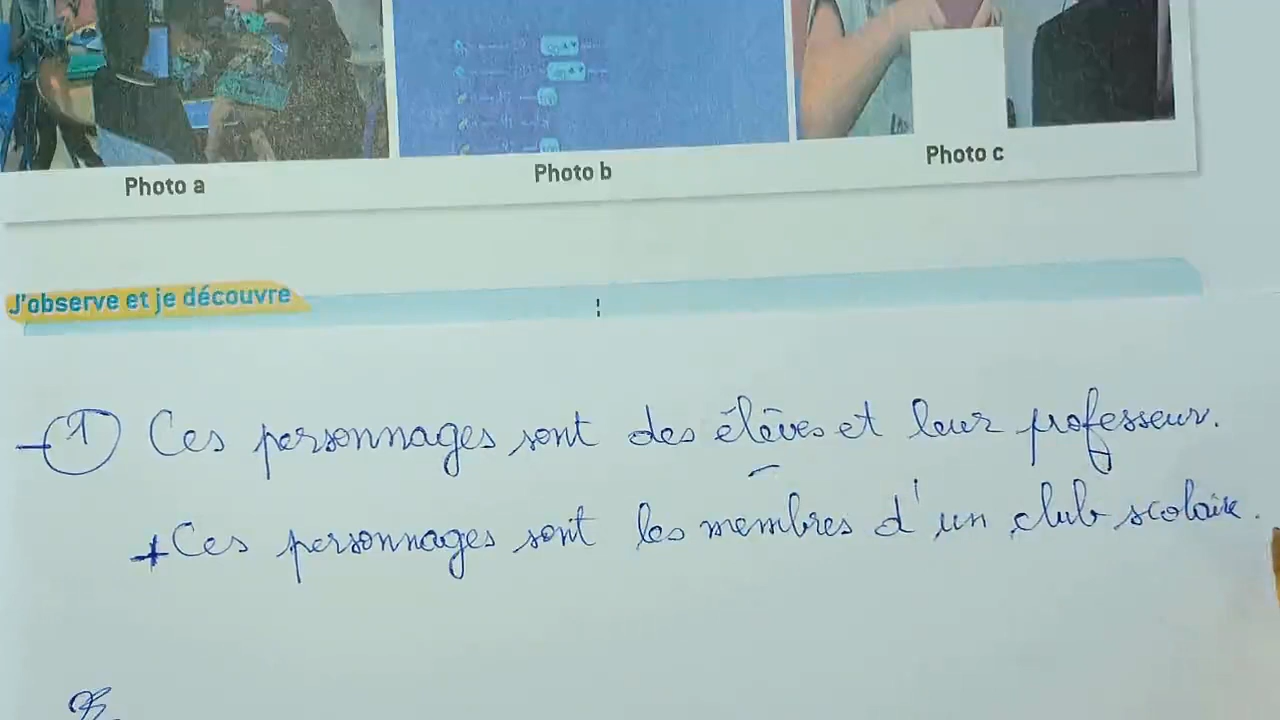 Photo a
Photo b
Photo c
J'observe et je découvre
1 Ces personnages sont des élèves et leur professeur.
+ Ces personnages sont les membres d'un club scolaire.